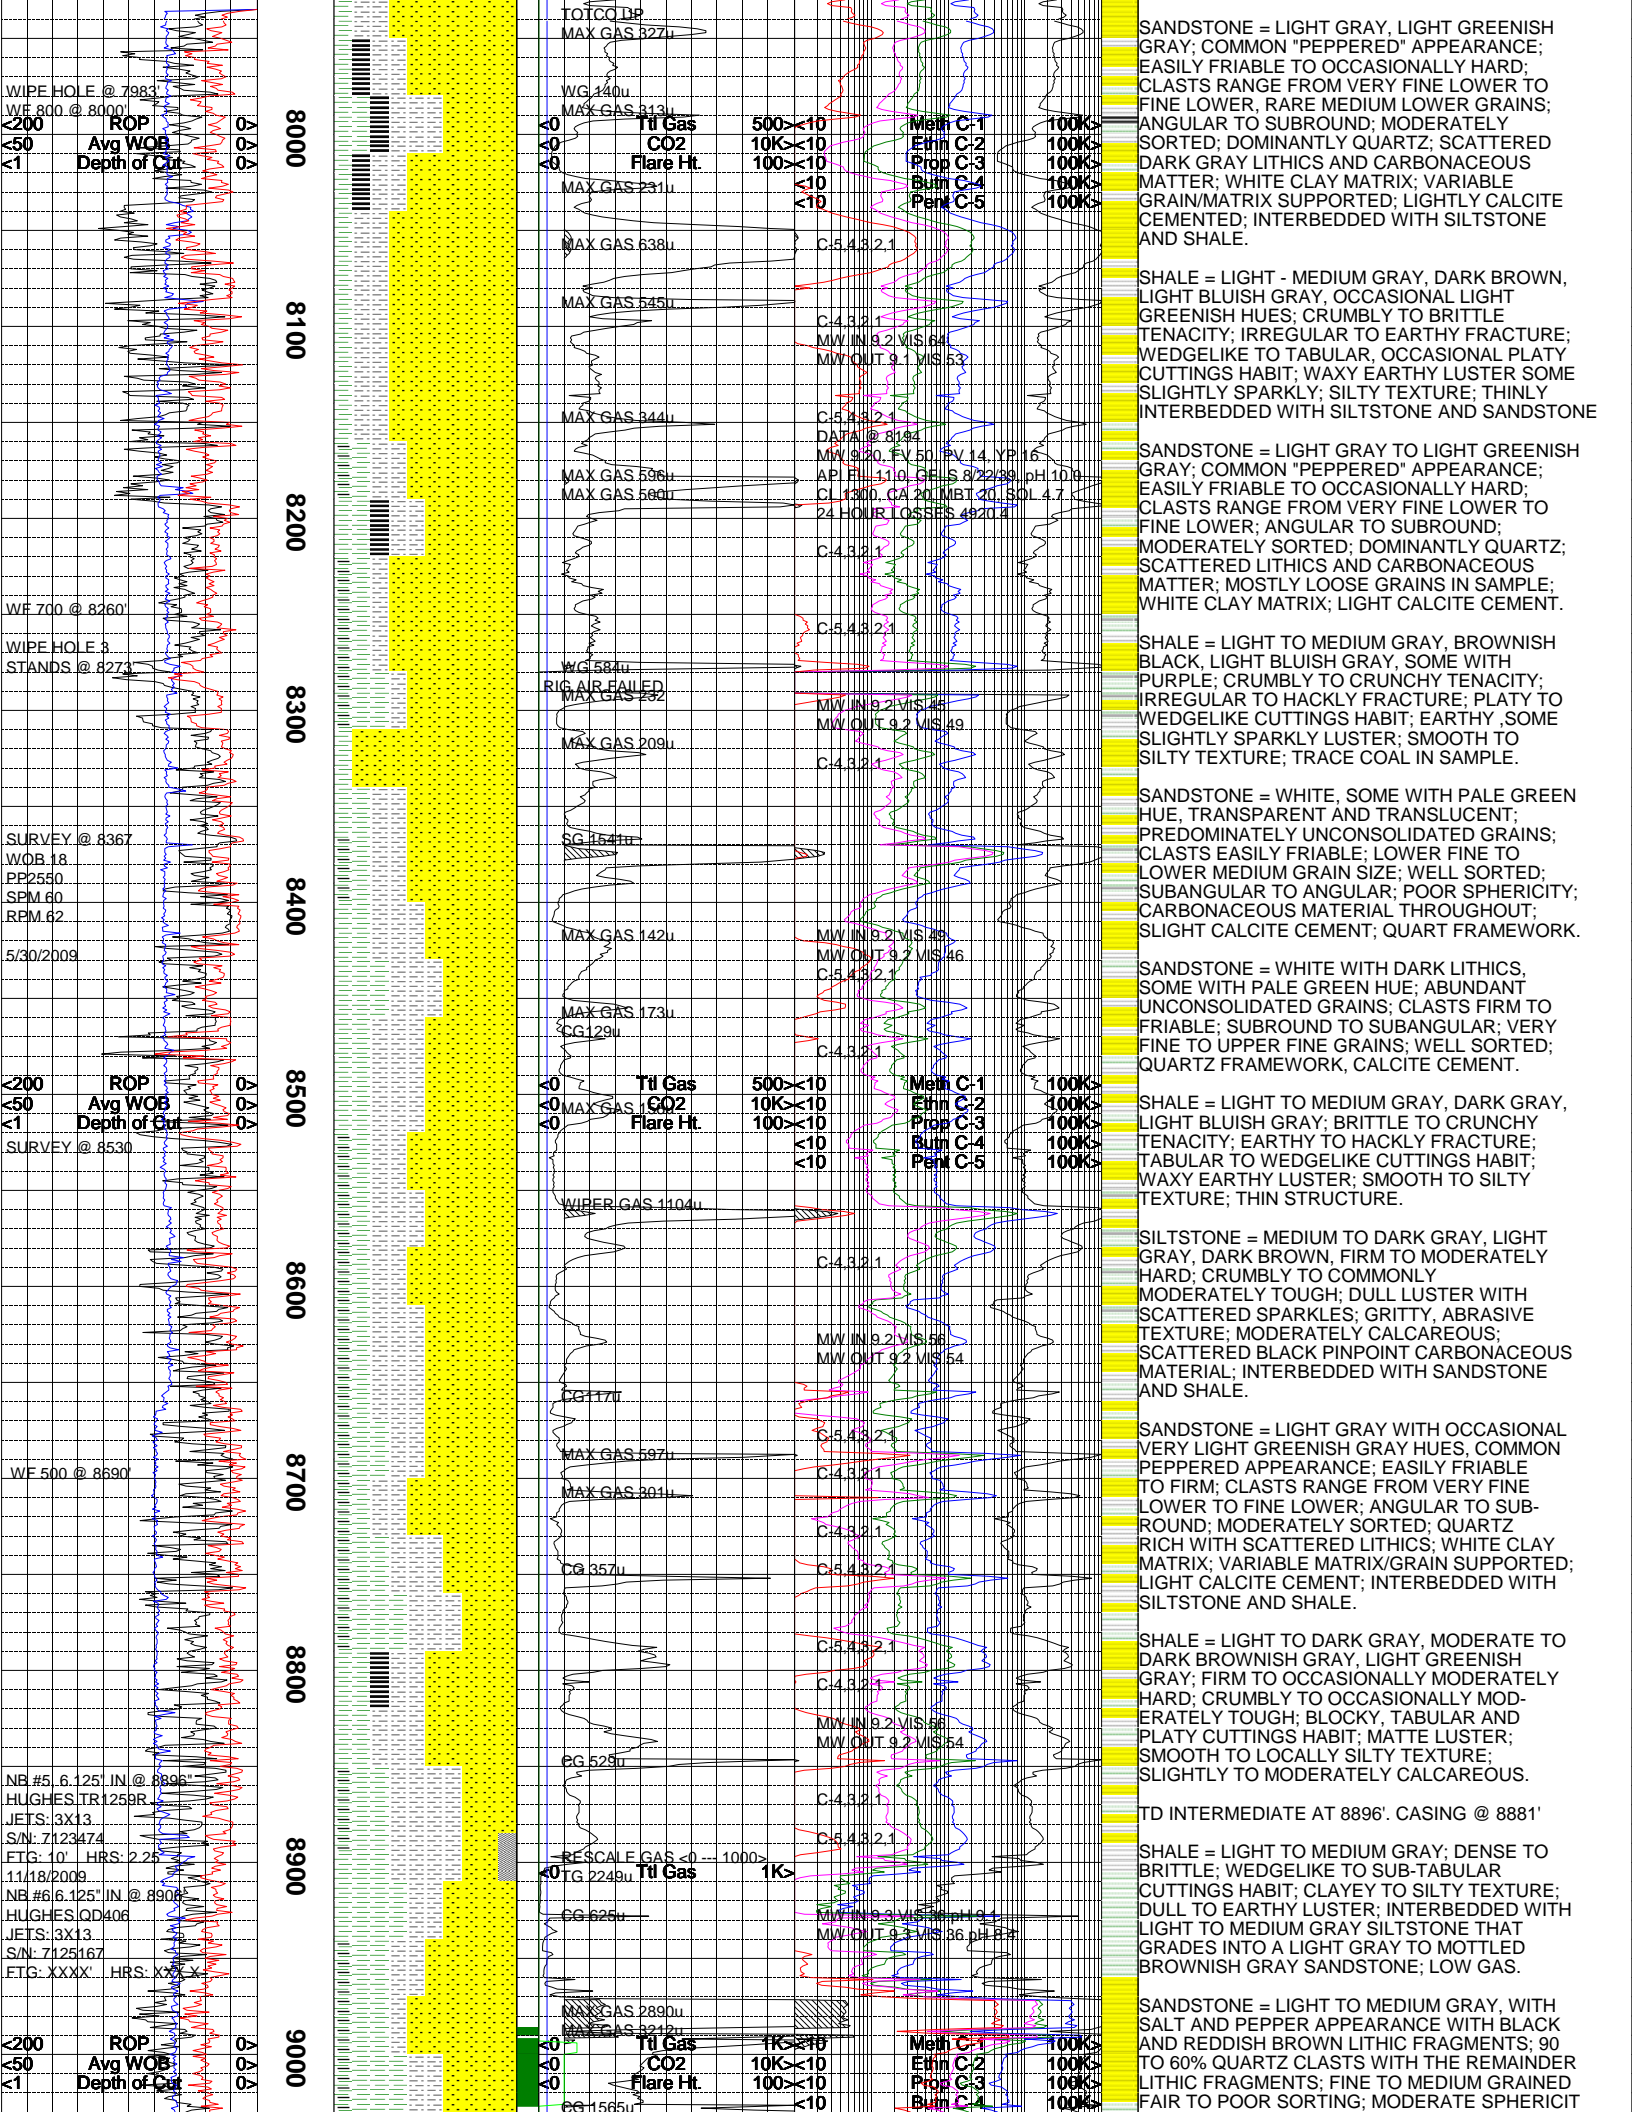 TOTCO UP
MAX GAS 327u
WIPE HOLE @ 7983'
WG 140u
WF 800 @ 8000'
MAX GAS 313u
<200 ROP 0>
<50 Avg WOB 0>
<1 Depth of Cut 0>
8000
<0 Ttl Gas 500>
<0 CO2 10K>
<0 Flare Ht. 100>
<10 Meth C-1 100K>
<10 Ethn C-2 100K>
<10 Prop C-3 100K>
<10 Butn C-4 100K>
<10 Pent C-5 100K>
MAX GAS 231u
MAX GAS 638u
C-5,4,3,2,1
MAX GAS 545u
8100
C-4,3,2,1
MW IN 9.2 VIS 64
MW OUT 9.1 VIS 53
MAX GAS 344u
C-5,4,3,2,1
DATA @ 8194
MW 9.20, FV 50, PV 14, YP 16
MAX GAS 596u
API FL 11.0, GELS 8/22/39, pH 10.0
MAX GAS 500u
CL 1300, CA 20, MBT 20, SOL 4.7
24 HOUR LOSSES 4920.4
8200
C-4,3,2,1
WF 700 @ 8260'
C-5,4,3,2,1
WIPE HOLE 3
STANDS @ 8273'
WG 584u
RIG AIR FAILED
MAX GAS 232
MW IN 9.2 VIS 45
MW OUT 9.2 VIS 49
8300
MAX GAS 209u
C-4,3,2,1
SURVEY @ 8367
WOB 18
PP2550
SPM 60
RPM 62
SG 1541u
8400
5/30/2009
MAX GAS 142u
MW IN 9.2 VIS 49
MW OUT 9.2 VIS 46
C-5,4,3,2,1
MAX GAS 173u
CG129u
C-4,3,2,1
<200 ROP 0>
<50 Avg WOB 0>
<1 Depth of Cut 0>
8500
<0 Ttl Gas 500>
<0 CO2 10K>
<0 Flare Ht. 100>
<10 Meth C-1 100K>
<10 Ethn C-2 100K>
<10 Prop C-3 100K>
<10 Butn C-4 100K>
<10 Pent C-5 100K>
MAX GAS
SURVEY @ 8530
WIPER GAS 1104u
C-4,3,2,1
8600
MW IN 9.2 VIS 56
MW OUT 9.2 VIS 54
CG117u
C-5,4,3,2,1
MAX GAS 597u
WF 500 @ 8690'
C-4,3,2,1
MAX GAS 301u
8700
C-4,3,2,1
CG 357u
C-5,4,3,2,1
C-5,4,3,2,1
C-4,3,2,1
8800
MW IN 9.2 VIS 56
MW OUT 9.2 VIS 54
CG 529u
C-4,3,2,1
NB #5, 6.125" IN @ 8896"
HUGHES TR1259R
JETS: 3X13
S/N: 7123474
FTG: 10' HRS: 2.25
11/18/2009
NB #6 6.125" IN @ 8906'
HUGHES QD406
JETS: 3X13
S/N: 7125167
FTG: XXXX' HRS: XXX.X
C-5,4,3,2,1
RESCALE GAS <0 --- 1000>
<0 Ttl Gas 1K>
TG 2249u
8900
CG 625u
MW IN 9.3 VIS 36 pH 9.1
MW OUT 9.3 VIS 36 pH 8.4
MAX GAS 2890u
MAX GAS 3212u
<200 ROP 0>
<50 Avg WOB 0>
<1 Depth of Cut 0>
9000
<0 Ttl Gas 1K>
<0 CO2 10K>
<0 Flare Ht. 100>
<10 Meth C-1 100K>
<10 Ethn C-2 100K>
<10 Prop C-3 100K>
<10 Butn C-4 100K>
CG 1565u
SANDSTONE = LIGHT GRAY, LIGHT GREENISH
GRAY; COMMON "PEPPERED" APPEARANCE;
EASILY FRIABLE TO OCCASIONALLY HARD;
CLASTS RANGE FROM VERY FINE LOWER TO
FINE LOWER, RARE MEDIUM LOWER GRAINS;
ANGULAR TO SUBROUND; MODERATELY
SORTED; DOMINANTLY QUARTZ; SCATTERED
DARK GRAY LITHICS AND CARBONACEOUS
MATTER; WHITE CLAY MATRIX; VARIABLE
GRAIN/MATRIX SUPPORTED; LIGHTLY CALCITE
CEMENTED; INTERBEDDED WITH SILTSTONE
AND SHALE.
SHALE = LIGHT - MEDIUM GRAY, DARK BROWN,
LIGHT BLUISH GRAY, OCCASIONAL LIGHT
GREENISH HUES; CRUMBLY TO BRITTLE
TENACITY; IRREGULAR TO EARTHY FRACTURE;
WEDGELIKE TO TABULAR, OCCASIONAL PLATY
CUTTINGS HABIT; WAXY EARTHY LUSTER SOME
SLIGHTLY SPARKLY; SILTY TEXTURE; THINLY
INTERBEDDED WITH SILTSTONE AND SANDSTONE
SANDSTONE = LIGHT GRAY TO LIGHT GREENISH
GRAY; COMMON "PEPPERED" APPEARANCE;
EASILY FRIABLE TO OCCASIONALLY HARD;
CLASTS RANGE FROM VERY FINE LOWER TO
FINE LOWER; ANGULAR TO SUBROUND;
MODERATELY SORTED; DOMINANTLY QUARTZ;
SCATTERED LITHICS AND CARBONACEOUS
MATTER; MOSTLY LOOSE GRAINS IN SAMPLE;
WHITE CLAY MATRIX; LIGHT CALCITE CEMENT.
SHALE = LIGHT TO MEDIUM GRAY, BROWNISH
BLACK, LIGHT BLUISH GRAY, SOME WITH
PURPLE; CRUMBLY TO CRUNCHY TENACITY;
IRREGULAR TO HACKLY FRACTURE; PLATY TO
WEDGELIKE CUTTINGS HABIT; EARTHY ,SOME
SLIGHTLY SPARKLY LUSTER; SMOOTH TO
SILTY TEXTURE; TRACE COAL IN SAMPLE.
SANDSTONE = WHITE, SOME WITH PALE GREEN
HUE, TRANSPARENT AND TRANSLUCENT;
PREDOMINATELY UNCONSOLIDATED GRAINS;
CLASTS EASILY FRIABLE; LOWER FINE TO
LOWER MEDIUM GRAIN SIZE; WELL SORTED;
SUBANGULAR TO ANGULAR; POOR SPHERICITY;
CARBONACEOUS MATERIAL THROUGHOUT;
SLIGHT CALCITE CEMENT; QUART FRAMEWORK.
SANDSTONE = WHITE WITH DARK LITHICS,
SOME WITH PALE GREEN HUE; ABUNDANT
UNCONSOLIDATED GRAINS; CLASTS FIRM TO
FRIABLE; SUBROUND TO SUBANGULAR; VERY
FINE TO UPPER FINE GRAINS; WELL SORTED;
QUARTZ FRAMEWORK, CALCITE CEMENT.
SHALE = LIGHT TO MEDIUM GRAY, DARK GRAY,
LIGHT BLUISH GRAY; BRITTLE TO CRUNCHY
TENACITY; EARTHY TO HACKLY FRACTURE;
TABULAR TO WEDGELIKE CUTTINGS HABIT;
WAXY EARTHY LUSTER; SMOOTH TO SILTY
TEXTURE; THIN STRUCTURE.
SILTSTONE = MEDIUM TO DARK GRAY, LIGHT
GRAY, DARK BROWN, FIRM TO MODERATELY
HARD; CRUMBLY TO COMMONLY
MODERATELY TOUGH; DULL LUSTER WITH
SCATTERED SPARKLES; GRITTY, ABRASIVE
TEXTURE; MODERATELY CALCAREOUS;
SCATTERED BLACK PINPOINT CARBONACEOUS
MATERIAL; INTERBEDDED WITH SANDSTONE
AND SHALE.
SANDSTONE = LIGHT GRAY WITH OCCASIONAL
VERY LIGHT GREENISH GRAY HUES, COMMON
PEPPERED APPEARANCE; EASILY FRIABLE
TO FIRM; CLASTS RANGE FROM VERY FINE
LOWER TO FINE LOWER; ANGULAR TO SUB-
ROUND; MODERATELY SORTED; QUARTZ
RICH WITH SCATTERED LITHICS; WHITE CLAY
MATRIX; VARIABLE MATRIX/GRAIN SUPPORTED;
LIGHT CALCITE CEMENT; INTERBEDDED WITH
SILTSTONE AND SHALE.
SHALE = LIGHT TO DARK GRAY, MODERATE TO
DARK BROWNISH GRAY, LIGHT GREENISH
GRAY; FIRM TO OCCASIONALLY MODERATELY
HARD; CRUMBLY TO OCCASIONALLY MOD-
ERATELY TOUGH; BLOCKY, TABULAR AND
PLATY CUTTINGS HABIT; MATTE LUSTER;
SMOOTH TO LOCALLY SILTY TEXTURE;
SLIGHTLY TO MODERATELY CALCAREOUS.
TD INTERMEDIATE AT 8896'. CASING @ 8881'
SHALE = LIGHT TO MEDIUM GRAY; DENSE TO
BRITTLE; WEDGELIKE TO SUB-TABULAR
CUTTINGS HABIT; CLAYEY TO SILTY TEXTURE;
DULL TO EARTHY LUSTER; INTERBEDDED WITH
LIGHT TO MEDIUM GRAY SILTSTONE THAT
GRADES INTO A LIGHT GRAY TO MOTTLED
BROWNISH GRAY SANDSTONE; LOW GAS.
SANDSTONE = LIGHT TO MEDIUM GRAY, WITH
SALT AND PEPPER APPEARANCE WITH BLACK
AND REDDISH BROWN LITHIC FRAGMENTS; 90
TO 60% QUARTZ CLASTS WITH THE REMAINDER
LITHIC FRAGMENTS; FINE TO MEDIUM GRAINED
FAIR TO POOR SORTING; MODERATE SPHERICIT